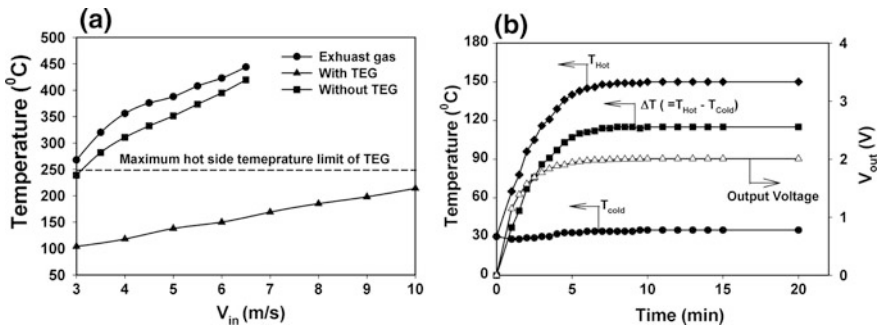 (a)
Temperature (⁰C)
500
450
400
350
300
250
200
150
100
50
Exhuast gas
With TEG
Without TEG
Maximum hot side temeprature limit of TEG
3
4
5
6
7
8
9
10
V_in (m/s)
(b)
Temperature (⁰C)
180
150
120
90
60
30
0
T_Hot
ΔT ( =T_Hot - T_Cold)
Output Voltage
T_cold
0
5
10
15
20
Time (min)
4
3
2
1
0
V_out (V)